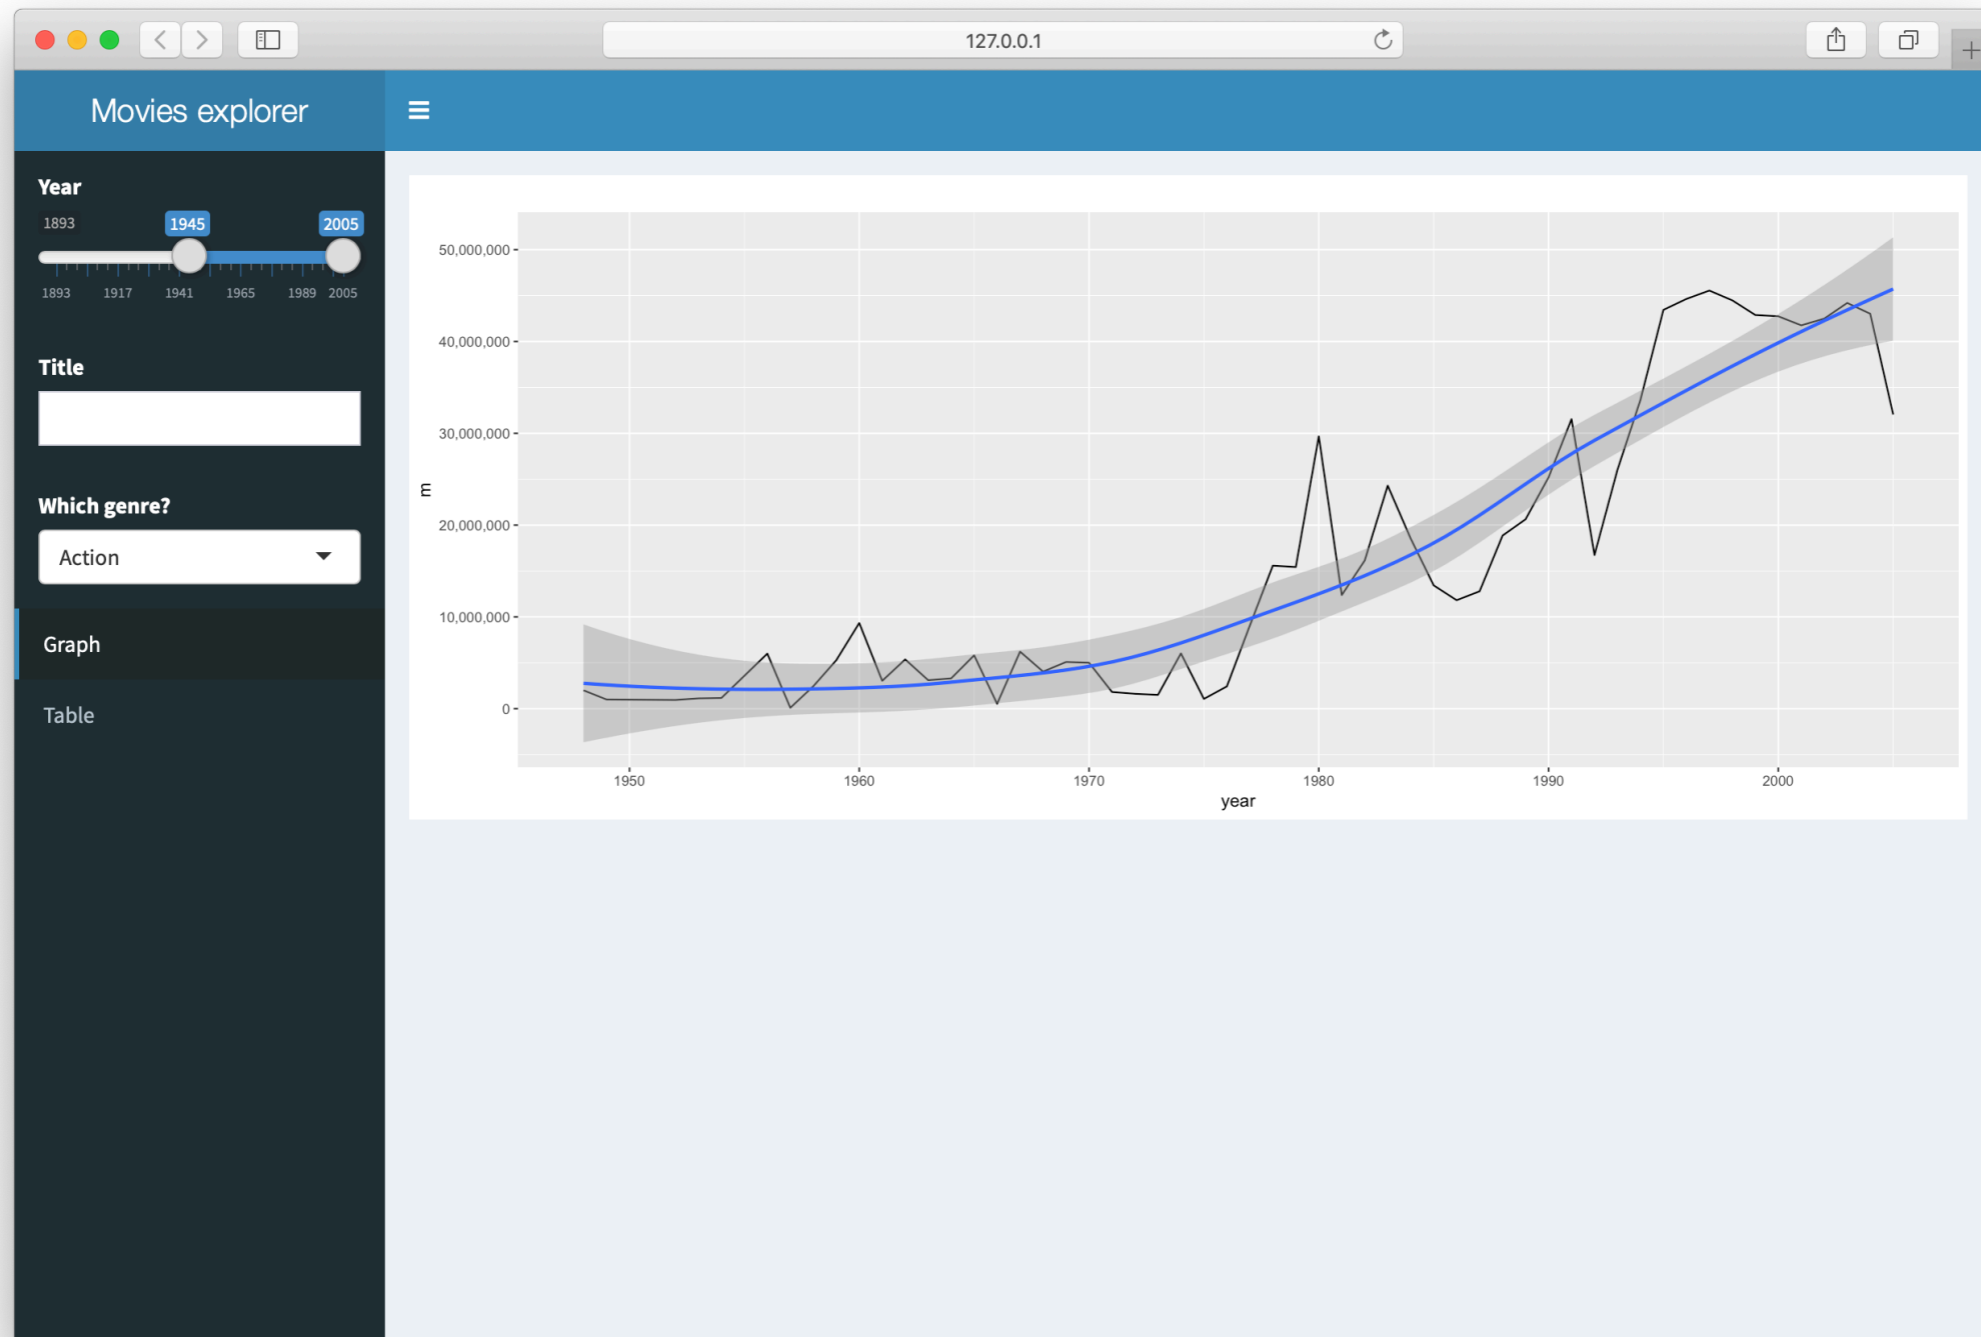 127.0.0.1
Movies explorer
Year
1893 1945 2005
1893 1917 1941 1965 1989 2005
Title
Which genre?
Action
Graph
Table
50,000,000
40,000,000
30,000,000
20,000,000
10,000,000
0
m
1950 1960 1970 1980 1990 2000
year